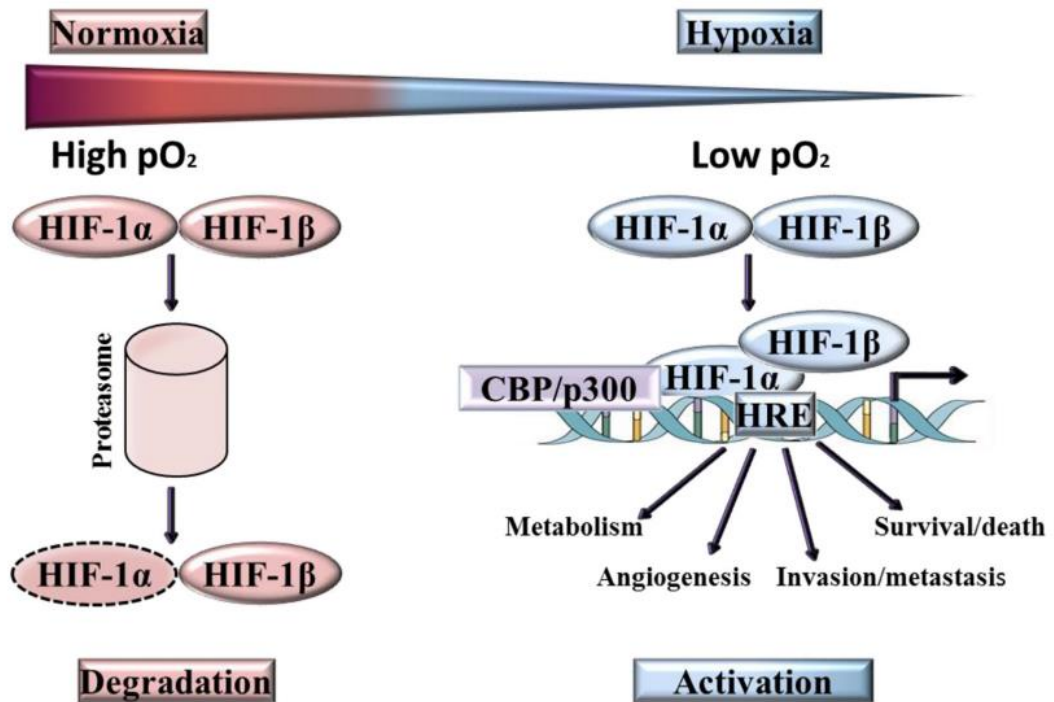 Normoxia
Hypoxia
High pO₂
Low pO₂
HIF-1α HIF-1β
HIF-1α HIF-1β
Proteasome
HIF-1β
CBP/p300 HIF-1α
HRE
Metabolism
Survival/death
Angiogenesis
Invasion/metastasis
HIF-1α HIF-1β
Degradation
Activation